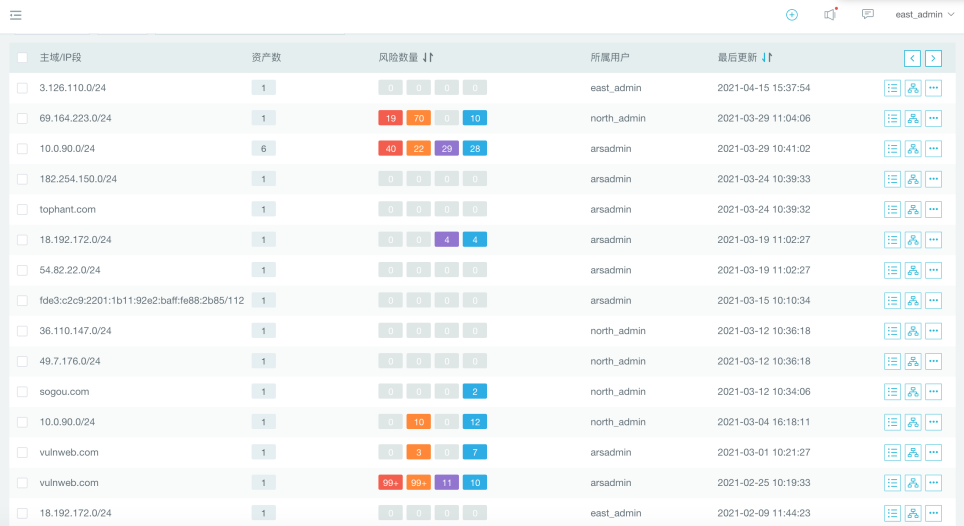 east_admin
主域/IP段 资产数 风险数量 所属用户 最后更新
3.126.110.0/24 1 0 0 0 0 east_admin 2021-04-15 15:37:54
69.164.223.0/24 1 19 70 0 10 north_admin 2021-03-29 11:04:06
10.0.90.0/24 6 40 22 29 28 arsadmin 2021-03-29 10:41:02
182.254.150.0/24 1 0 0 0 0 arsadmin 2021-03-24 10:39:33
tophant.com 1 0 0 0 0 arsadmin 2021-03-24 10:39:32
18.192.172.0/24 1 0 0 4 4 arsadmin 2021-03-19 11:02:27
54.82.22.0/24 1 0 0 0 0 arsadmin 2021-03-19 11:02:27
fde3:c2c9:2201:1b11:92e2:baff:fe88:2b85/112 1 0 0 0 0 arsadmin 2021-03-15 10:10:34
36.110.147.0/24 1 0 0 0 0 north_admin 2021-03-12 10:36:18
49.7.176.0/24 1 0 0 0 0 north_admin 2021-03-12 10:36:18
sogou.com 1 0 0 0 2 north_admin 2021-03-12 10:34:06
10.0.90.0/24 1 0 10 0 12 north_admin 2021-03-04 16:18:11
vulnweb.com 1 0 3 0 7 arsadmin 2021-03-01 10:21:27
vulnweb.com 1 99+ 99+ 11 10 arsadmin 2021-02-25 10:19:33
18.192.172.0/24 1 0 0 0 0 east_admin 2021-02-09 11:44:23